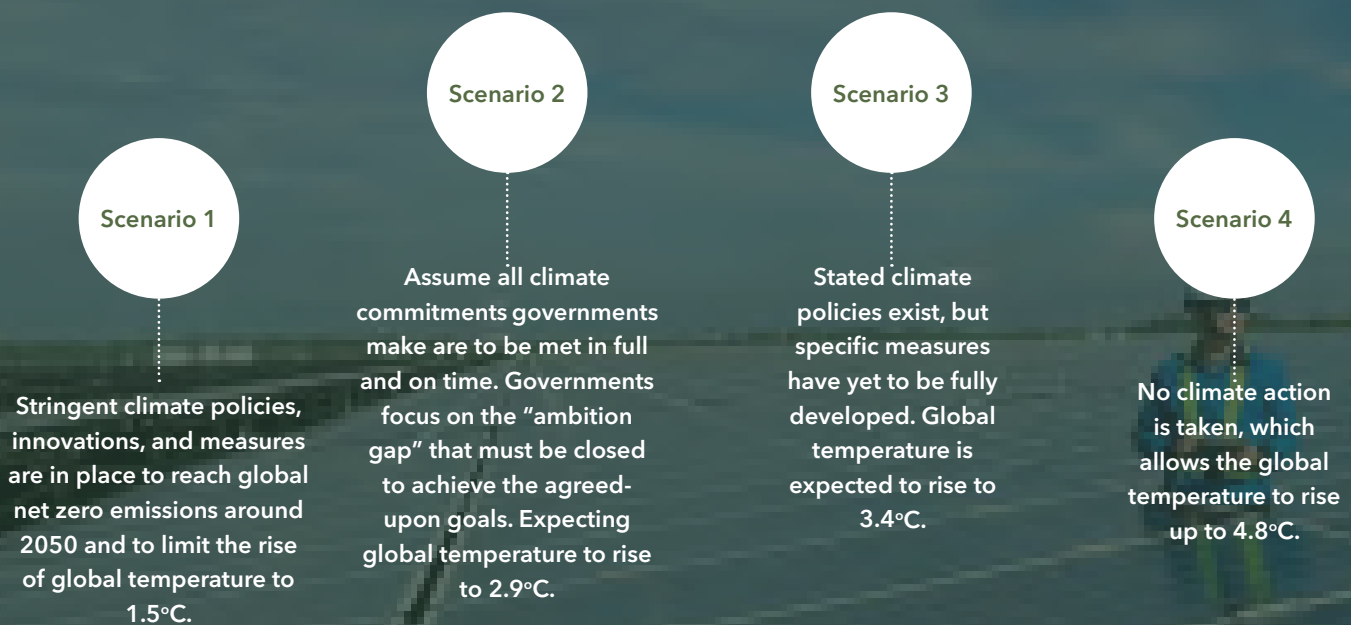 Scenario 1
Stringent climate policies,
innovations, and measures
are in place to reach global
net zero emissions around
2050 and to limit the rise
of global temperature to
1.5°C.
Scenario 2
Assume all climate
commitments governments
make are to be met in full
and on time. Governments
focus on the “ambition
gap” that must be closed
to achieve the agreed-
upon goals. Expecting
global temperature to rise
to 2.9°C.
Scenario 3
Stated climate
policies exist, but
specific measures
have yet to be fully
developed. Global
temperature is
expected to rise to
3.4°C.
Scenario 4
No climate action
is taken, which
allows the global
temperature to rise
up to 4.8°C.